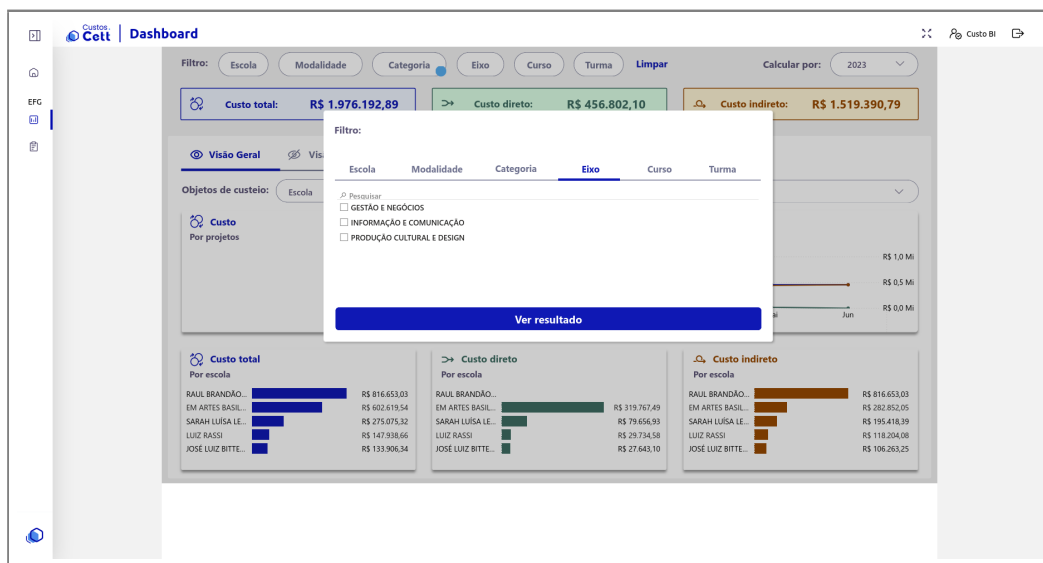 Custos.
Cett
Dashboard
Custo BI
EFG
Filtro:
Escola
Modalidade
Categoria
Eixo
Curso
Turma
Limpar
Calcular por:
2023
Custo total:
R$ 1.976.192,89
Custo direto:
R$ 456.802,10
Custo indireto:
R$ 1.519.390,79
Visão Geral
Vis
Objetos de custeio:
Escola
Custo
Por projetos
R$ 1,0 Mi
R$ 0,5 Mi
R$ 0,0 Mi
ai
Jun
Filtro:
Escola
Modalidade
Categoria
Eixo
Curso
Turma
Pesquisar
GESTÃO E NEGÓCIOS
INFORMAÇÃO E COMUNICAÇÃO
PRODUÇÃO CULTURAL E DESIGN
Ver resultado
Custo total
Por escola
RAUL BRANDÃO... R$ 816.653,03
EM ARTES BASIL... R$ 602.619,54
SARAH LUÍSA LE... R$ 275.075,32
LUIZ RASSI R$ 147.938,66
JOSÉ LUIZ BITTE... R$ 133.906,34
Custo direto
Por escola
RAUL BRANDÃO...
EM ARTES BASIL... R$ 319.767,49
SARAH LUÍSA LE... R$ 79.656,93
LUIZ RASSI R$ 29.734,58
JOSÉ LUIZ BITTE... R$ 27.643,10
Custo indireto
Por escola
RAUL BRANDÃO... R$ 816.653,03
EM ARTES BASIL... R$ 282.852,05
SARAH LUÍSA LE... R$ 195.418,39
LUIZ RASSI R$ 118.204,08
JOSÉ LUIZ BITTE... R$ 106.263,25